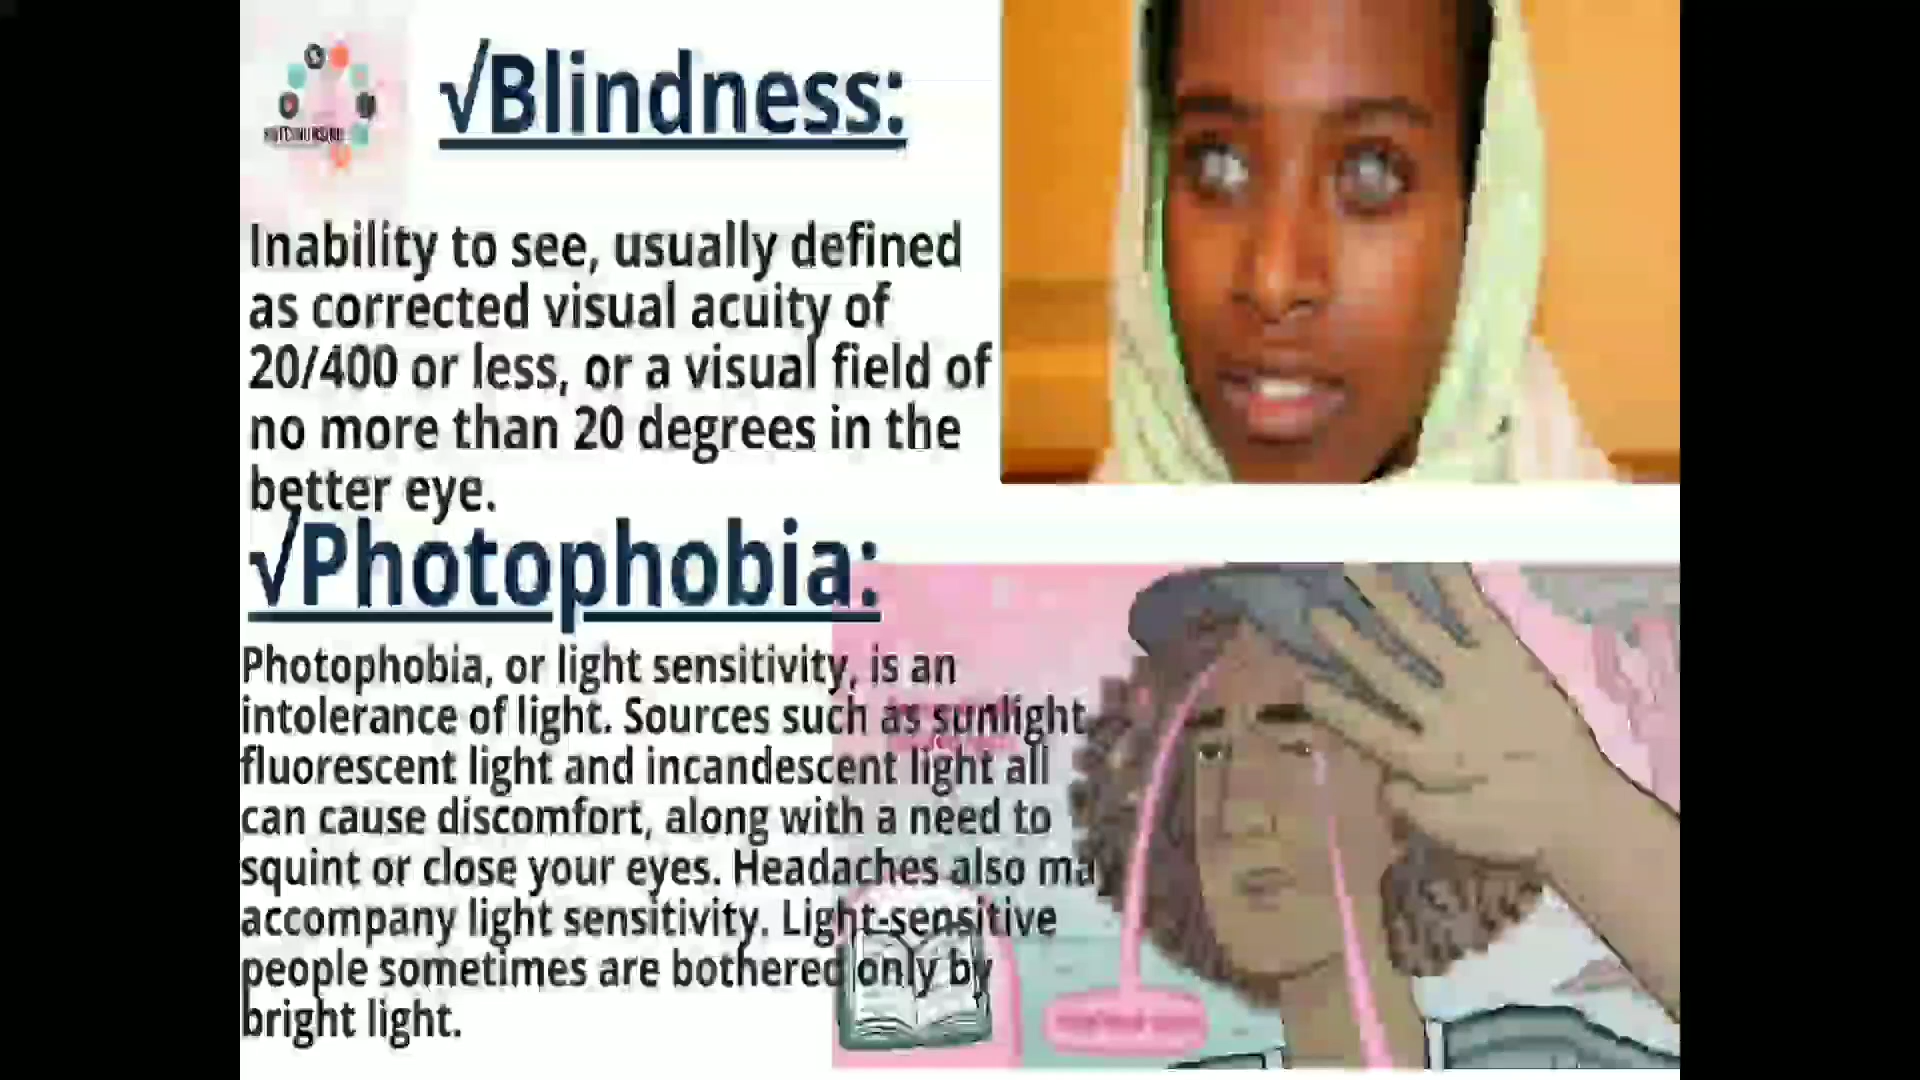 √Blindness:
Inability to see, usually defined
as corrected visual acuity of
20/400 or less, or a visual field of
no more than 20 degrees in the
better eye.
√Photophobia:
Photophobia, or light sensitivity, is an
intolerance of light. Sources such as sunlight
fluorescent light and incandescent light all
can cause discomfort, along with a need to
squint or close your eyes. Headaches also ma
accompany light sensitivity. Light-sensitive
people sometimes are bothered only by
bright light.